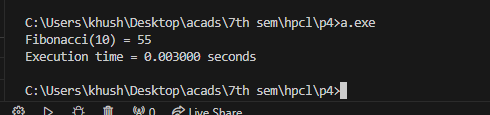 C:\Users\khush\Desktop\acads\7th sem\hpcl\p4>a.exe
Fibonacci(10) = 55
Execution time = 0.003000 seconds
C:\Users\khush\Desktop\acads\7th sem\hpcl\p4>
0
Live Share